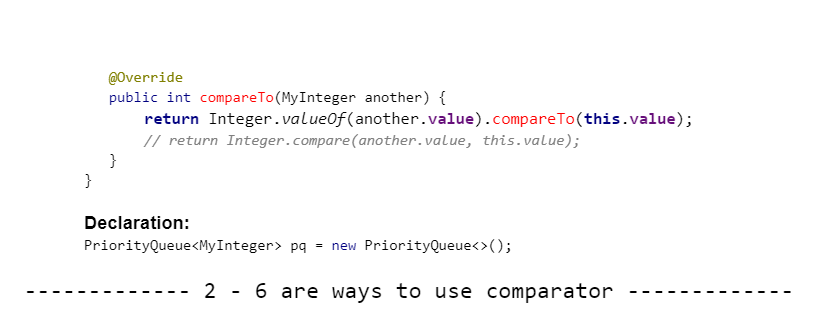 @Override
public int compareTo(MyInteger another) {
return Integer.valueOf(another.value).compareTo(this.value);
// return Integer.compare(another.value, this.value);
}
}
Declaration:
PriorityQueue<MyInteger> pq = new PriorityQueue<>();
------------- 2 - 6 are ways to use comparator -------------